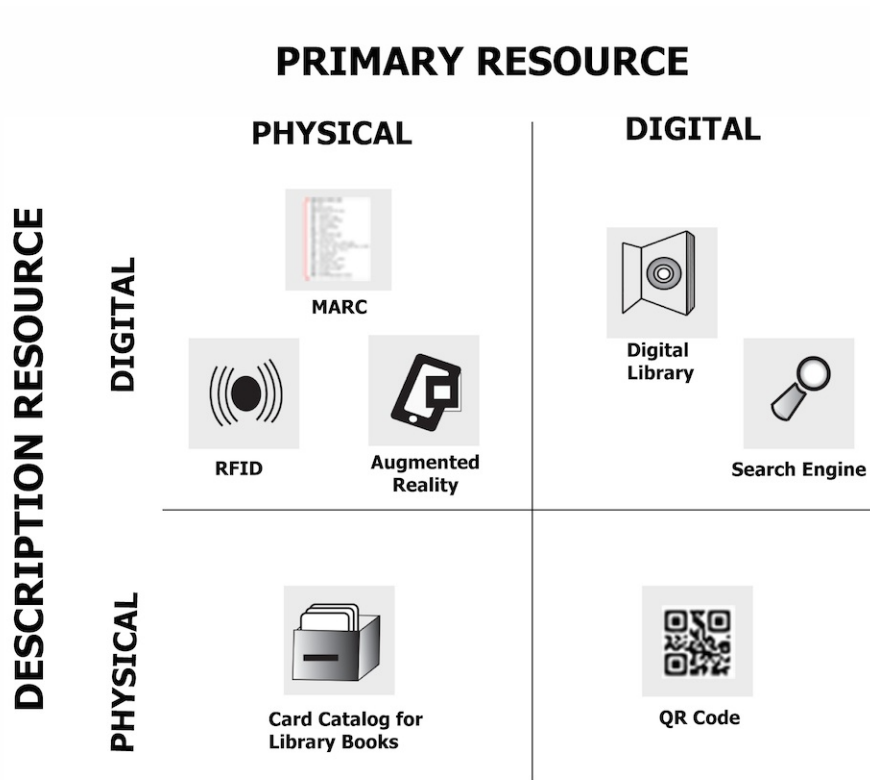 PRIMARY RESOURCE
PHYSICAL
DIGITAL
DESCRIPTION RESOURCE
DIGITAL
MARC
Digital
Library
RFID
Augmented
Reality
Search Engine
PHYSICAL
Card Catalog for
Library Books
QR Code